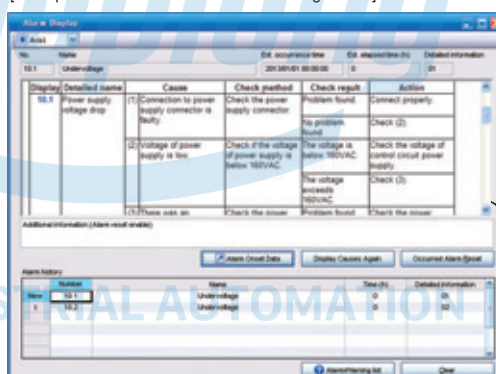 Alarm Display
Axis1
No. Name Est. occurrence time Est. elapsed time (h) Detailed information
10.1 Undervoltage 2013/01/01 00:00:00 0 01
Display Detailed name Cause Check method Check result Action
10.1 Power supply voltage drop (1) Connection to power supply connector is faulty. Check the power supply connector. Problem found. Connect properly.
No problem found. Check (2).
(2) Voltage of power supply is low. Check if the voltage of power supply is below 160VAC. The voltage is below 160VAC. Check the voltage of control circuit power supply.
The voltage exceeds 160VAC. Check (3).
(3) There was an Check the power Problem found.
Additional information (Alarm reset enable)
Alarm Onset Data Display Causes Again Occurred Alarm Reset
Alarm history
Number Name Time (h) Detailed information
New 10.1 Undervoltage 0 01
1 10.2 Undervoltage 0 02
STRIAL AUTOMATION
Alarm/Warning list Clear